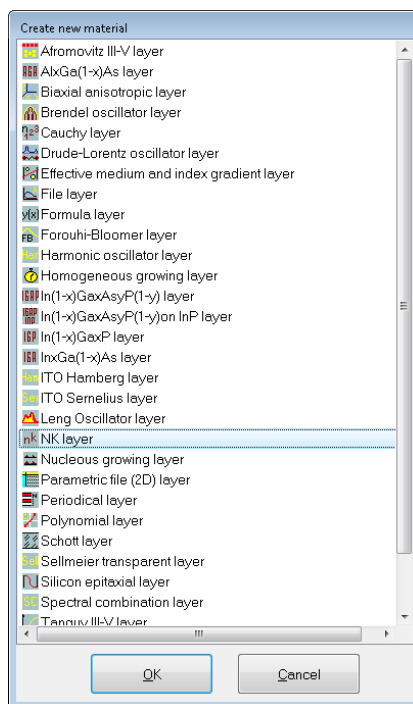 Create new material
Afromovitz III-V layer
AlxGa(1-x)As layer
Biaxial anisotropic layer
Brendel oscillator layer
Cauchy layer
Drude-Lorentz oscillator layer
Effective medium and index gradient layer
File layer
y(x) Formula layer
FB Forouhi-Bloomer layer
Harmonic oscillator layer
Homogeneous growing layer
In(1-x)GaxAsyP(1-y) layer
In(1-x)GaxAsyP(1-y)on InP layer
In(1-x)GaxP layer
InxGa(1-x)As layer
ITO Hamberg layer
ITO Sernelius layer
Leng Oscillator layer
nk NK layer
Nucleous growing layer
Parametric file (2D) layer
Periodical layer
Polynomial layer
Schott layer
Sellmeier transparent layer
Silicon epitaxial layer
Spectral combination layer
Tanguy III-V layer
OK Cancel